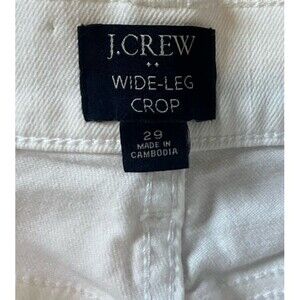 J.CREW
WIDE-LEG
CROP
29
MADE IN
CAMBODIA